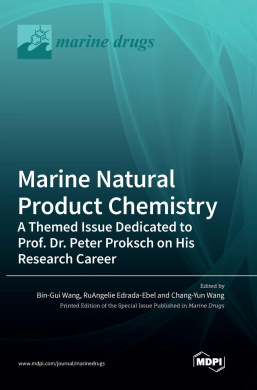 marine drugs
Marine Natural
Product Chemistry
A Themed Issue Dedicated to
Prof. Dr. Peter Proksch on His
Research Career
Edited by
Bin-Gui Wang, RuAngelie Edrada-Ebel and Chang-Yun Wang
Printed Edition of the Special Issue Published in Marine Drugs
www.mdpi.com/journal/marinedrugs
MDPI